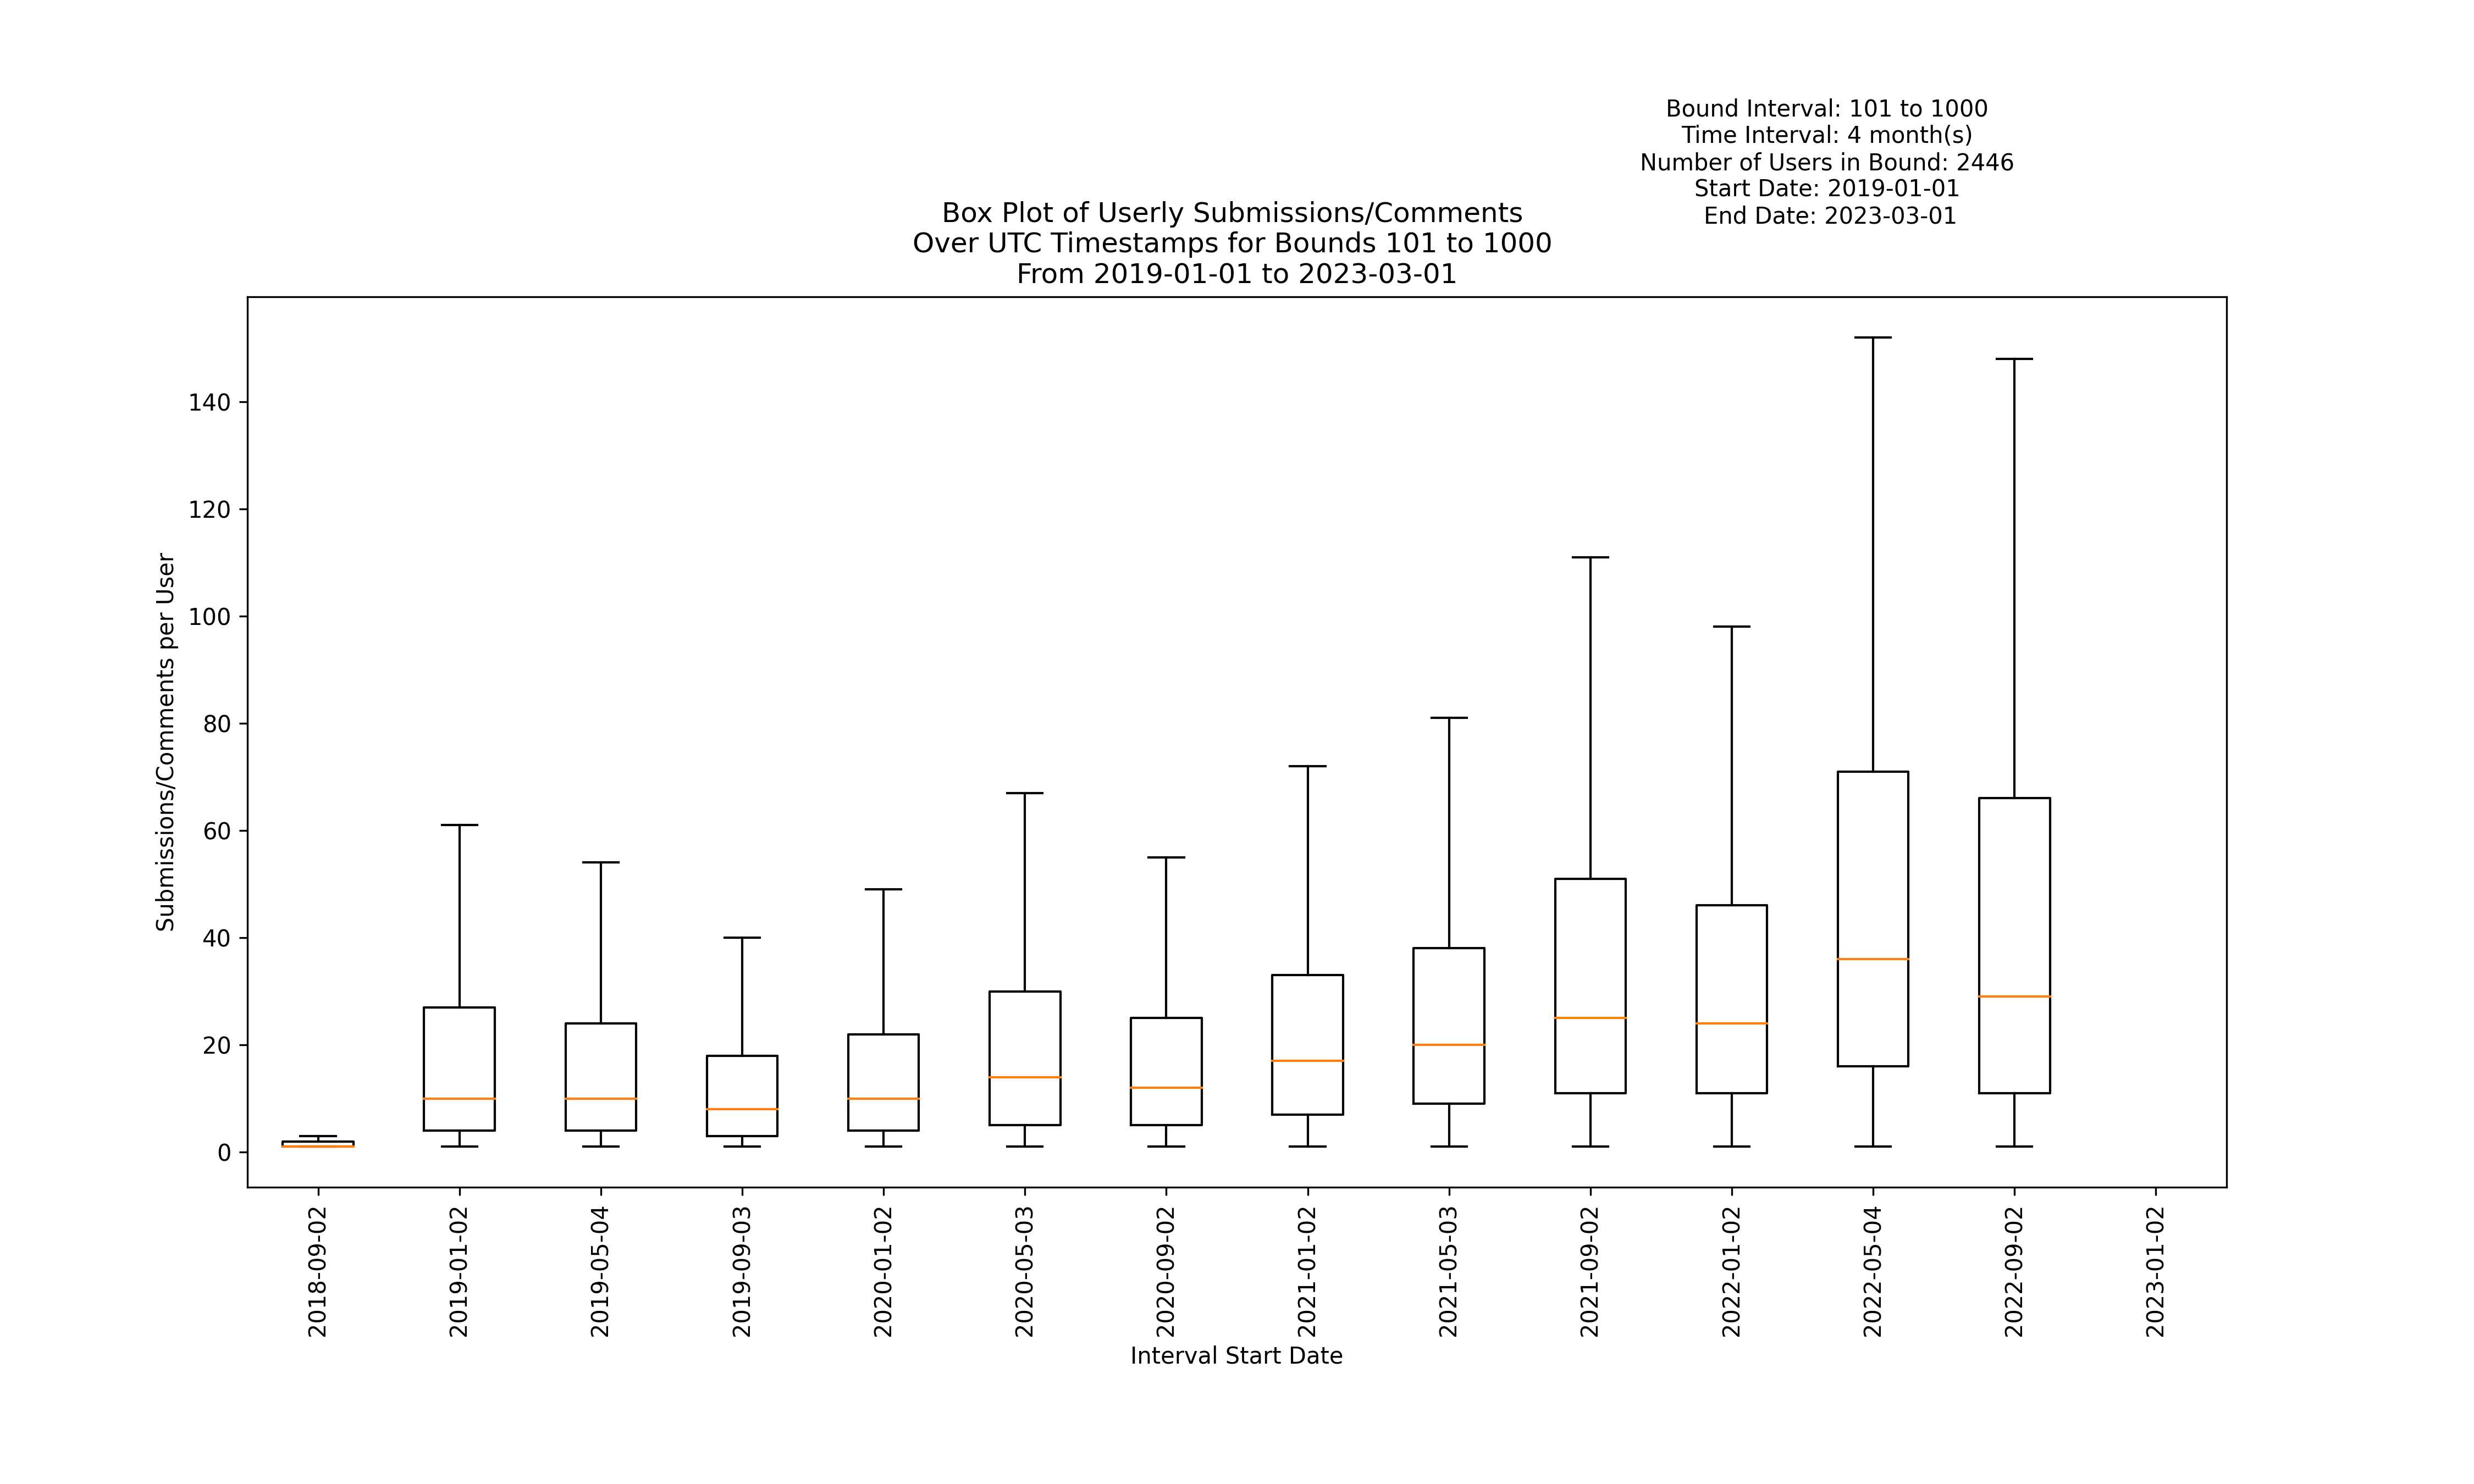 Bound Interval: 101 to 1000
Time Interval: 4 month(s)
Number of Users in Bound: 2446
Start Date: 2019-01-01
End Date: 2023-03-01
Box Plot of Userly Submissions/Comments
Over UTC Timestamps for Bounds 101 to 1000
From 2019-01-01 to 2023-03-01
Submissions/Comments per User
140
120
100
80
60
40
20
0
2018-09-02
2019-01-02
2019-05-04
2019-09-03
2020-01-02
2020-05-03
2020-09-02
2021-01-02
2021-05-03
2021-09-02
2022-01-02
2022-05-04
2022-09-02
2023-01-02
Interval Start Date